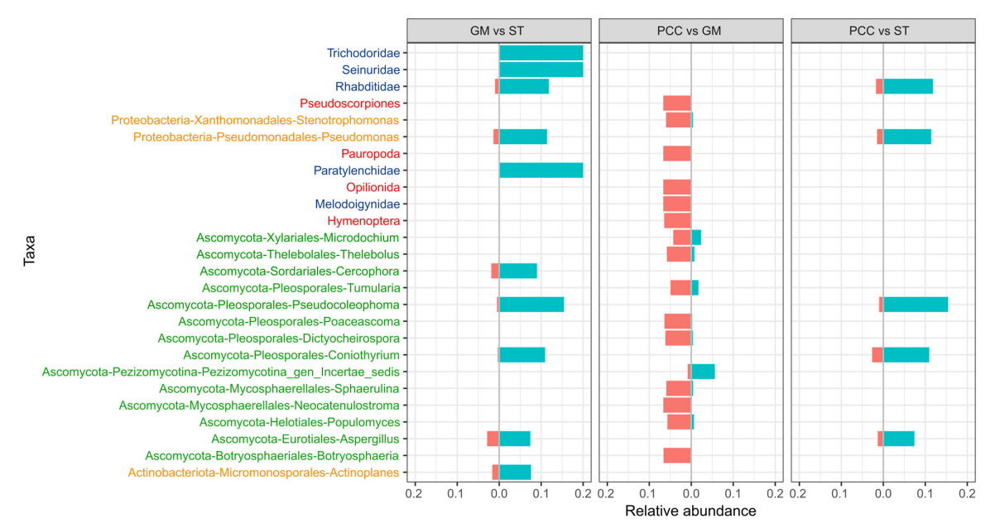 GM vs ST
PCC vs GM
PCC vs ST
Taxa
Trichodoridae
Seinuridae
Rhabditidae
Pseudoscorpiones
Proteobacteria-Xanthomonadales-Stenotrophomonas
Proteobacteria-Pseudomonadales-Pseudomonas
Pauropoda
Paratylenchidae
Opilionida
Melodoigynidae
Hymenoptera
Ascomycota-Xylariales-Microdochium
Ascomycota-Thelebolales-Thelebolus
Ascomycota-Sordariales-Cercophora
Ascomycota-Pleosporales-Tumularia
Ascomycota-Pleosporales-Pseudocoleophoma
Ascomycota-Pleosporales-Poaceascoma
Ascomycota-Pleosporales-Dictyocheirospora
Ascomycota-Pleosporales-Coniothyrium
Ascomycota-Pezizomycotina-Pezizomycotina_gen_Incertae_sedis
Ascomycota-Mycosphaerellales-Sphaerulina
Ascomycota-Mycosphaerellales-Neocatenulostroma
Ascomycota-Helotiales-Populomyces
Ascomycota-Eurotiales-Aspergillus
Ascomycota-Botryosphaeriales-Botryosphaeria
Actinobacteriota-Micromonosporales-Actinoplanes
0.2 0.1 0.0 0.1 0.2 0.2 0.1 0.0 0.1 0.2 0.2 0.1 0.0 0.1 0.2
Relative abundance